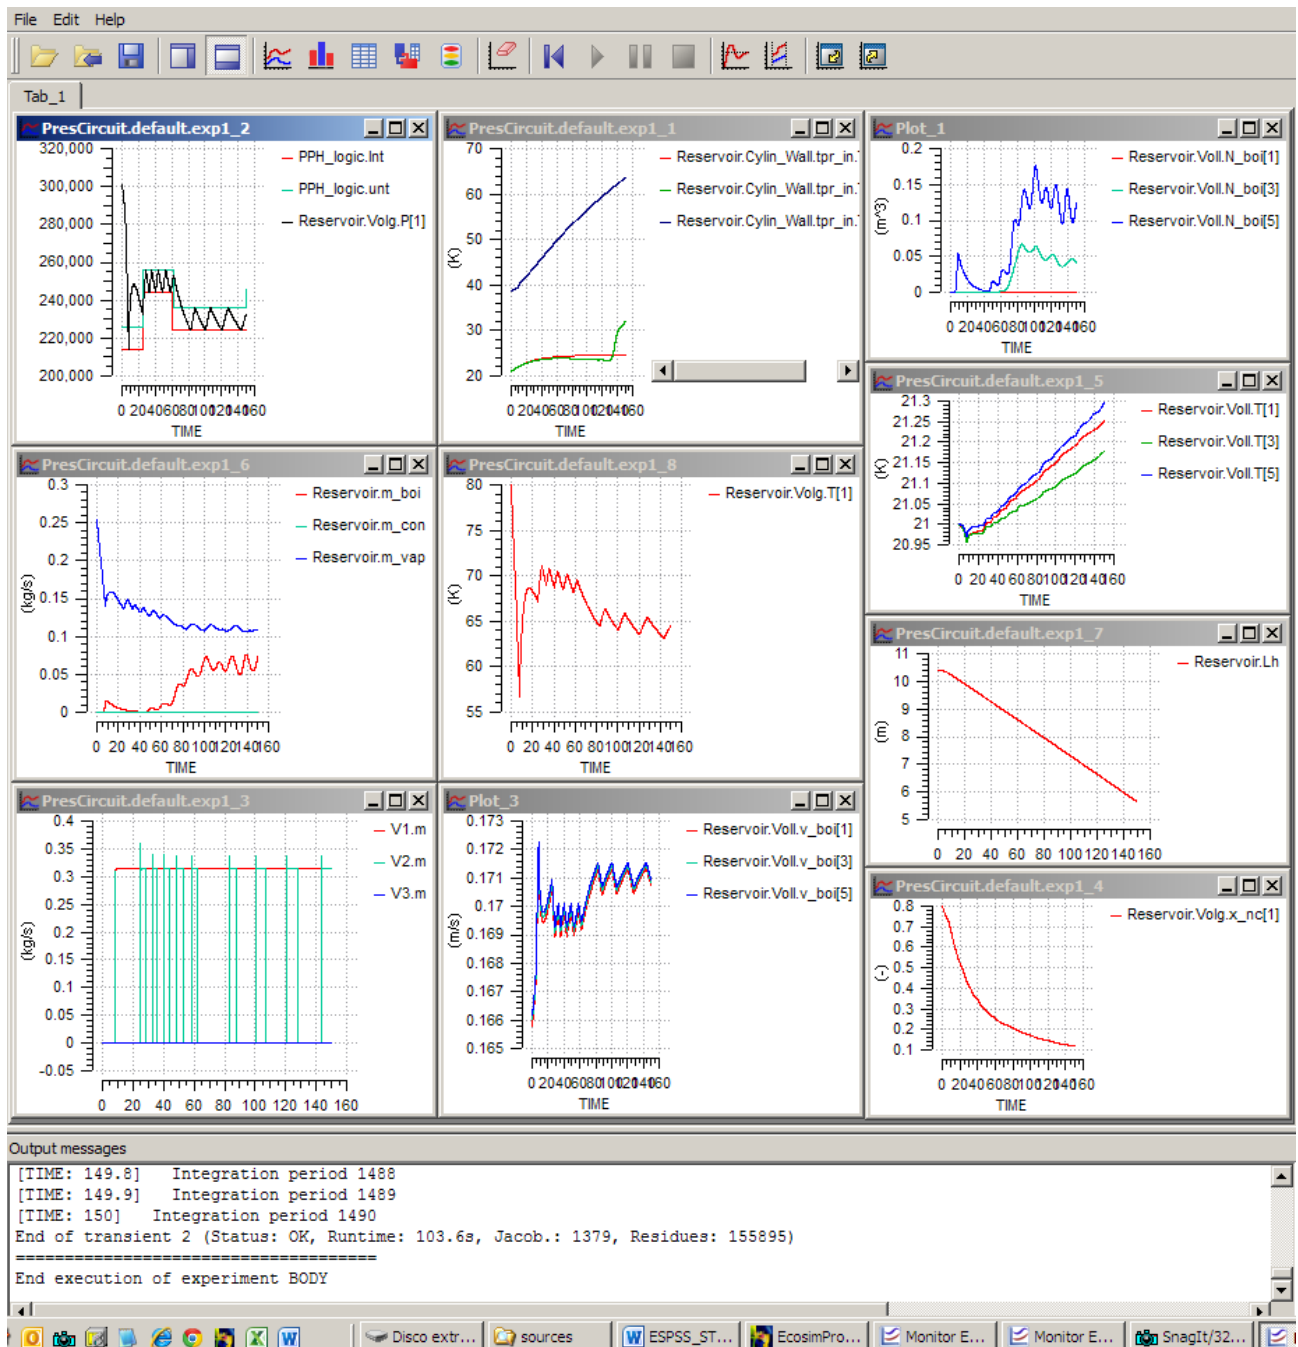 File Edit Help
Tab_1
PresCircuit.default.exp1_2
320,000
300,000
280,000
260,000
240,000
220,000
200,000
PPH_logic.lnt
PPH_logic.unt
Reservoir.Volg.P[1]
TIME
PresCircuit.default.exp1_1
70
60
50
40
30
20
(K)
Reservoir.Cylin_Wall.tpr_in.
Reservoir.Cylin_Wall.tpr_in.
Reservoir.Cylin_Wall.tpr_in.
TIME
Plot_1
0.2
0.15
0.1
0.05
0
(m^3)
Reservoir.Voll.N_boi[1]
Reservoir.Voll.N_boi[3]
Reservoir.Voll.N_boi[5]
TIME
PresCircuit.default.exp1_5
21.3
21.25
21.2
21.15
21.1
21.05
21
20.95
(K)
Reservoir.Voll.T[1]
Reservoir.Voll.T[3]
Reservoir.Voll.T[5]
TIME
PresCircuit.default.exp1_6
0.3
0.25
0.2
0.15
0.1
0.05
0
(kg/s)
Reservoir.m_boi
Reservoir.m_con
Reservoir.m_vap
0 20 40 60 80 100 120 140 160
TIME
PresCircuit.default.exp1_8
80
75
70
65
60
55
(K)
Reservoir.Volg.T[1]
0 20 40 60 80 100 120 140 160
TIME
PresCircuit.default.exp1_7
11
10
9
8
7
6
5
(m)
Reservoir.Lh
0 20 40 60 80 100 120 140 160
PresCircuit.default.exp1_3
0.4
0.35
0.3
0.25
0.2
0.15
0.1
0.05
0
-0.05
(kg/s)
V1.m
V2.m
V3.m
0 20 40 60 80 100 120 140 160
Plot_3
0.173
0.172
0.171
0.17
0.169
0.168
0.167
0.166
0.165
(m/s)
Reservoir.Voll.v_boi[1]
Reservoir.Voll.v_boi[3]
Reservoir.Voll.v_boi[5]
TIME
PresCircuit.default.exp1_4
0.8
0.7
0.6
0.5
0.4
0.3
0.2
0.1
(-)
Reservoir.Volg.x_nc[1]
TIME
Output messages
[TIME: 149.8] Integration period 1488
[TIME: 149.9] Integration period 1489
[TIME: 150] Integration period 1490
End of transient 2 (Status: OK, Runtime: 103.6s, Jacob.: 1379, Residues: 155895)
======================================
End execution of experiment BODY
Disco extr... sources ESPSS_ST... EcosimPro... Monitor E... Monitor E... SnagIt/32...